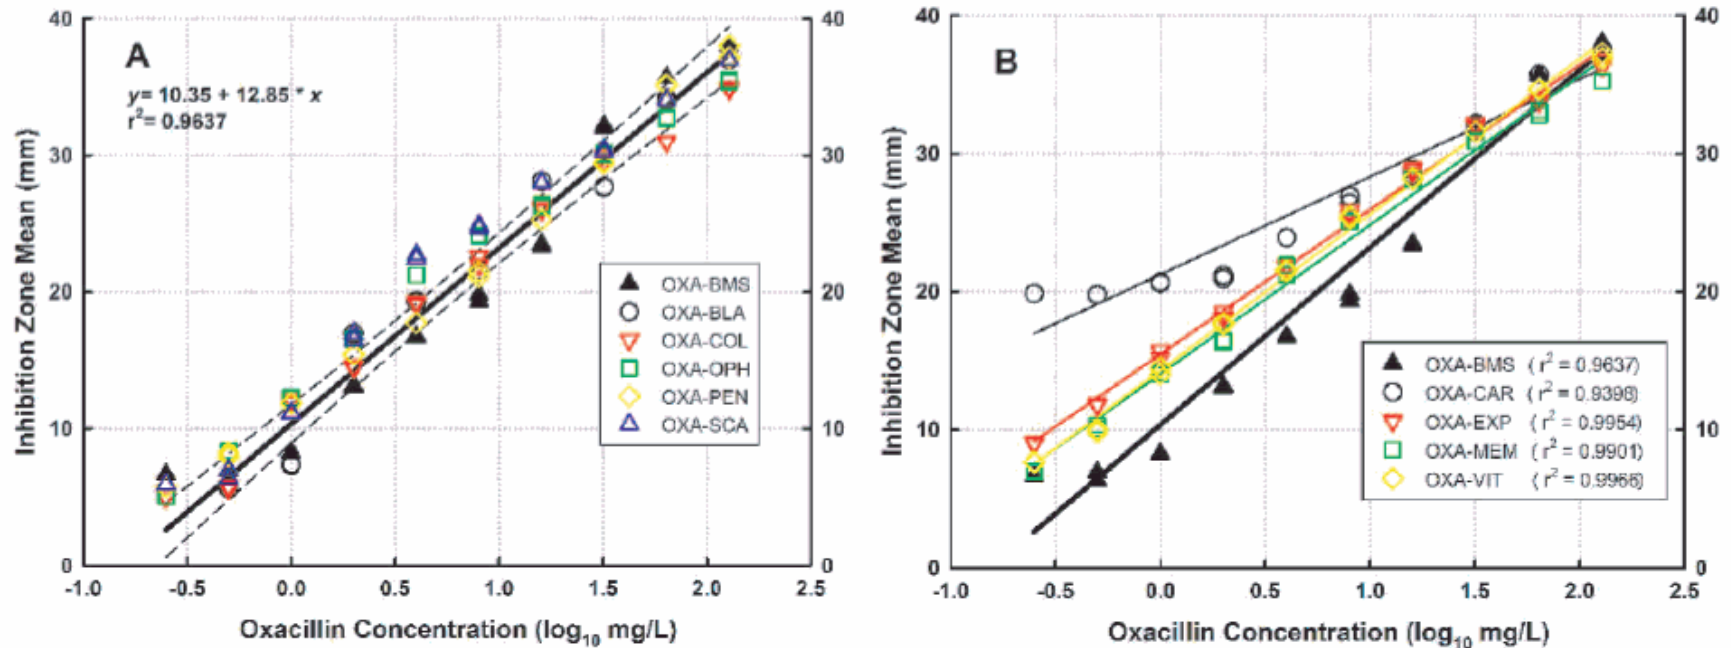 A
y= 10.35 + 12.85 * x
r²= 0.9637
40
30
20
10
0
40
30
20
10
0
-1.0 -0.5 0.0 0.5 1.0 1.5 2.0 2.5
Inhibition Zone Mean (mm)
Oxacillin Concentration (log₁₀ mg/L)
OXA-BMS
OXA-BLA
OXA-COL
OXA-OPH
OXA-PEN
OXA-SCA
B
40
30
20
10
0
40
30
20
10
0
-1.0 -0.5 0.0 0.5 1.0 1.5 2.0 2.5
Inhibition Zone Mean (mm)
Oxacillin Concentration (log₁₀ mg/L)
OXA-BMS ( r² = 0.9637)
OXA-CAR ( r² = 0.9398)
OXA-EXP ( r² = 0.9954)
OXA-MEM ( r² = 0.9901)
OXA-VIT ( r² = 0.9966)